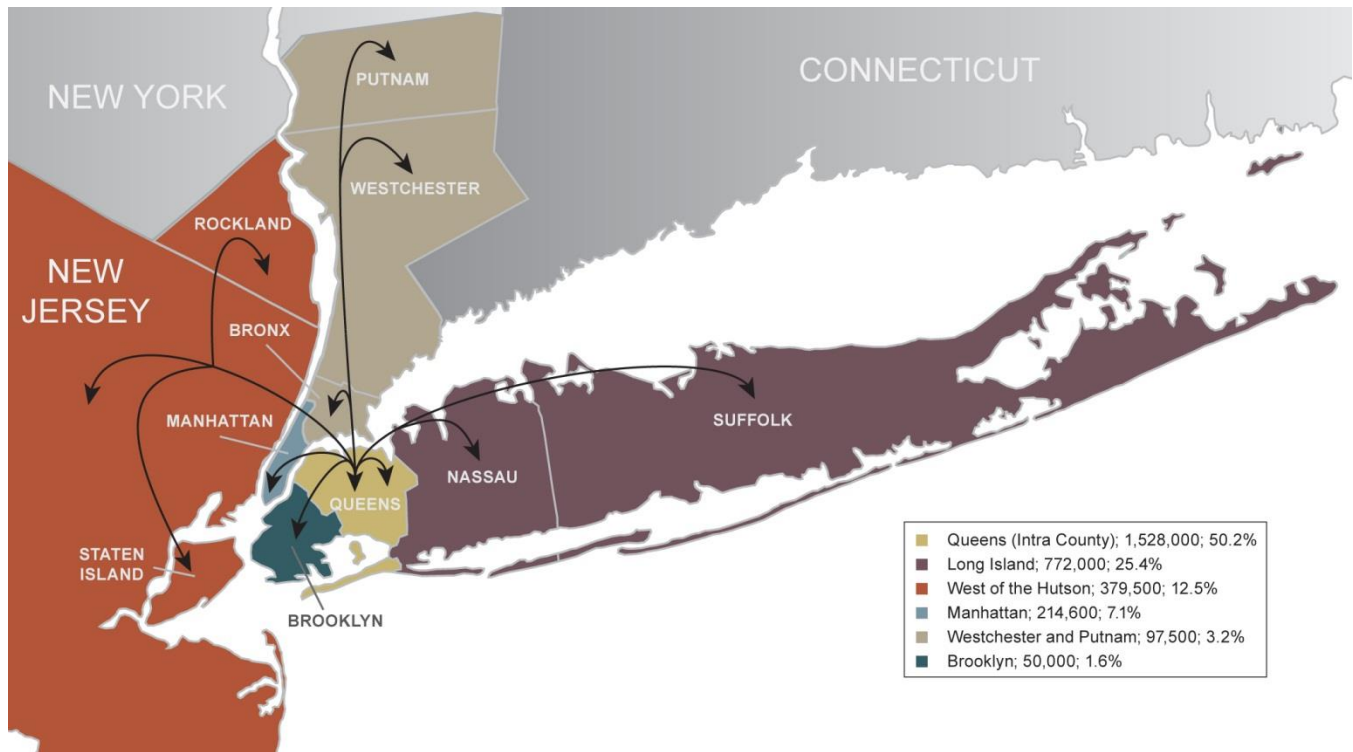 NEW YORK
PUTNAM
CONNECTICUT
WESTCHESTER
ROCKLAND
NEW
JERSEY
BRONX
MANHATTAN
SUFFOLK
NASSAU
QUEENS
STATEN
ISLAND
BROOKLYN
Queens (Intra County); 1,528,000; 50.2%
Long Island; 772,000; 25.4%
West of the Hutson; 379,500; 12.5%
Manhattan; 214,600; 7.1%
Westchester and Putnam; 97,500; 3.2%
Brooklyn; 50,000; 1.6%